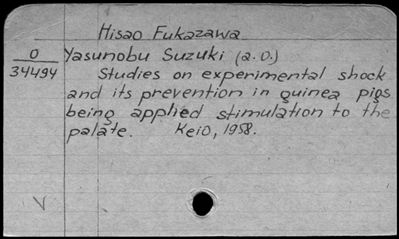 Hisao Fukazawa
O
34494
Yasunobu Suzuki (a.o.)
Studies on experimental shock
and its prevention in guinea pigs
being applied stimulation to the
palate. Keio, 1958.
V